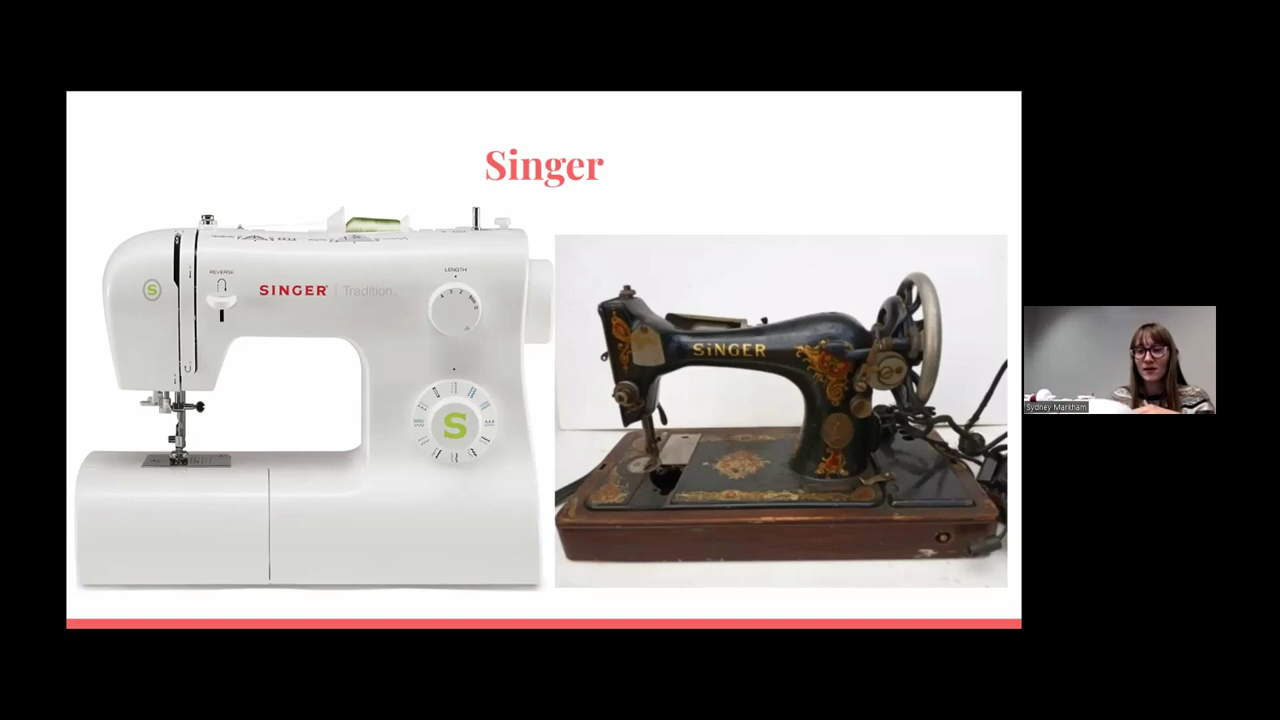 Singer
REVERSE
SINGER Tradition
LENGTH
S
S
SINGER
Sydney Markham